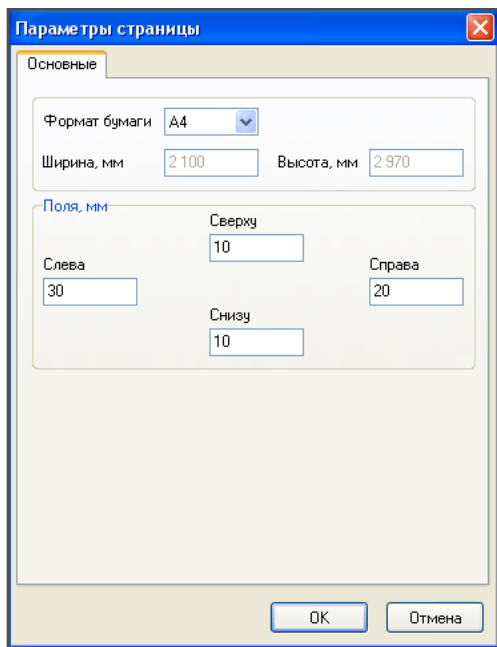 Параметры страницы
Основные
Формат бумаги A4
Ширина, мм 2 100 Высота, мм 2 970
Поля, мм
Сверху
10
Слева Справа
30 20
Снизу
10
OK Отмена